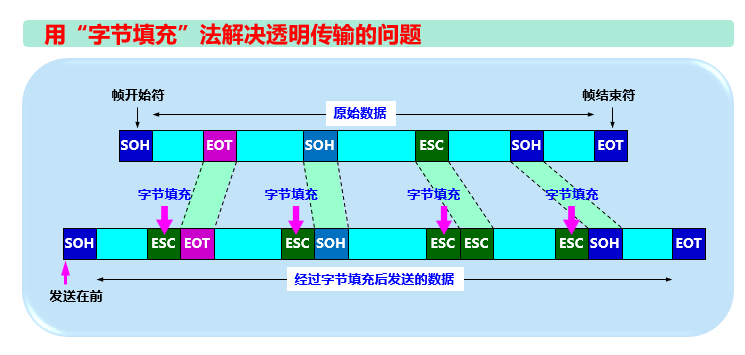 用“字节填充”法解决透明传输的问题
帧开始符 帧结束符
原始数据
SOH EOT SOH ESC SOH EOT
字节填充 字节填充 字节填充 字节填充
SOH ESC EOT ESC SOH ESC ESC ESC SOH EOT
经过字节填充后发送的数据
发送在前